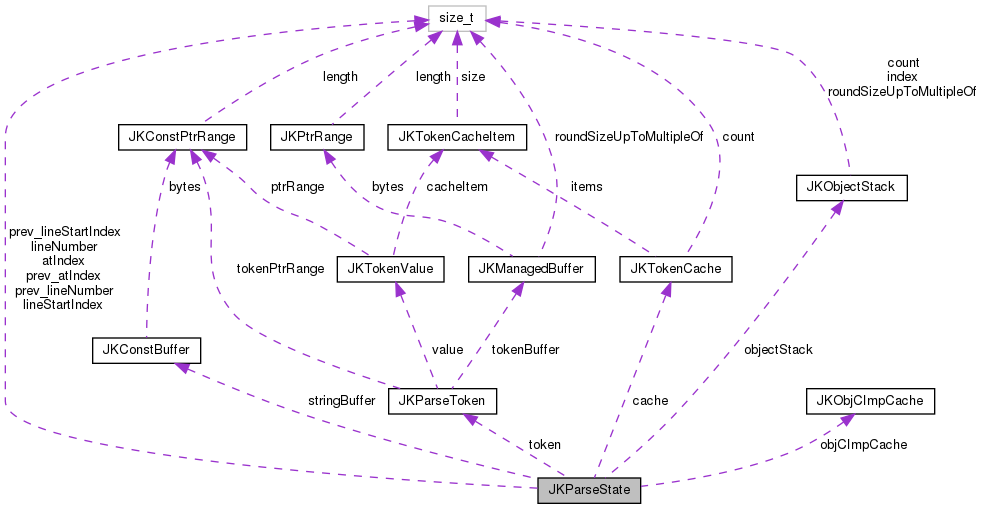 size_t
count
index
roundSizeUpToMultipleOf
length
length
size
JKConstPtrRange
JKPtrRange
JKTokenCacheItem
roundSizeUpToMultipleOf
count
bytes
ptrRange
bytes
cacheItem
items
JKObjectStack
prev_lineStartIndex
lineNumber
atIndex
prev_atIndex
prev_lineNumber
lineStartIndex
tokenPtrRange
JKTokenValue
JKManagedBuffer
JKTokenCache
JKConstBuffer
value
tokenBuffer
objectStack
stringBuffer
JKParseToken
cache
JKObjCImpCache
token
objCImpCache
JKParseState